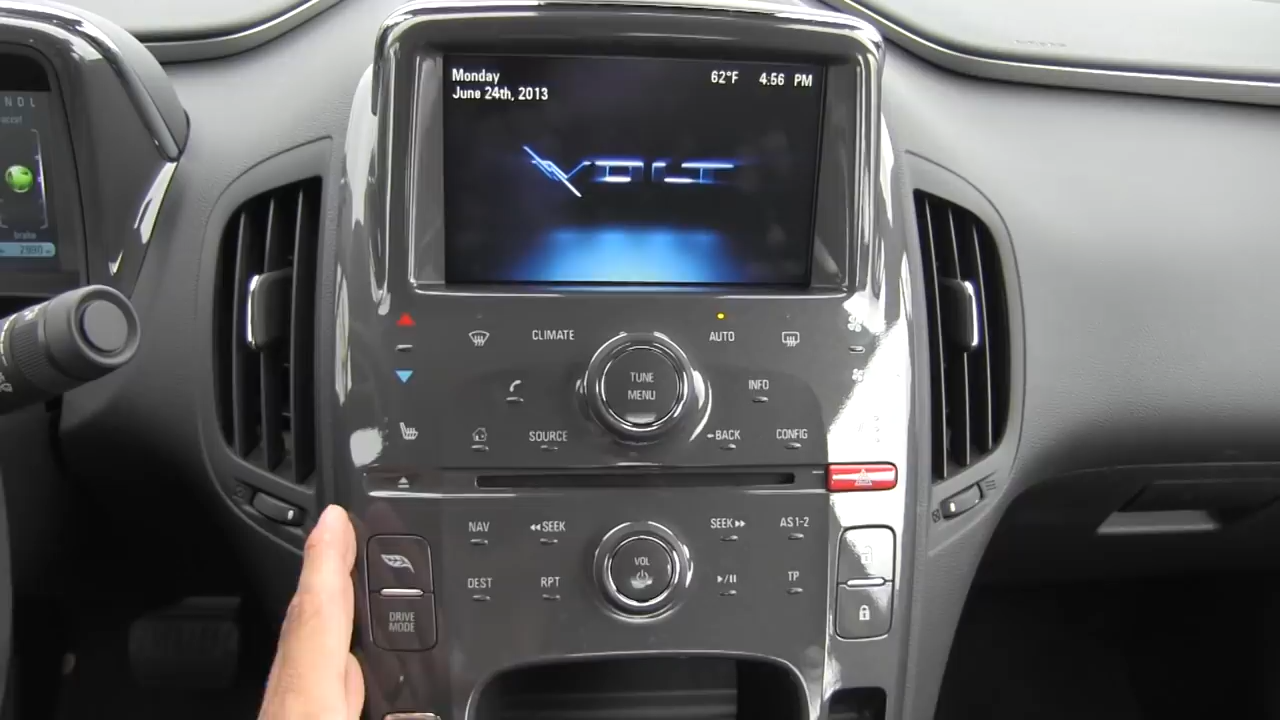 N D L
brake
Monday
62°F 4:56 PM
June 24th, 2013
VOLT
CLIMATE
AUTO
TUNE
MENU
INFO
SOURCE
BACK
CONFIG
NAV
SEEK
SEEK
AS 1-2
VOL
DEST
RPT
TP
DRIVE
MODE